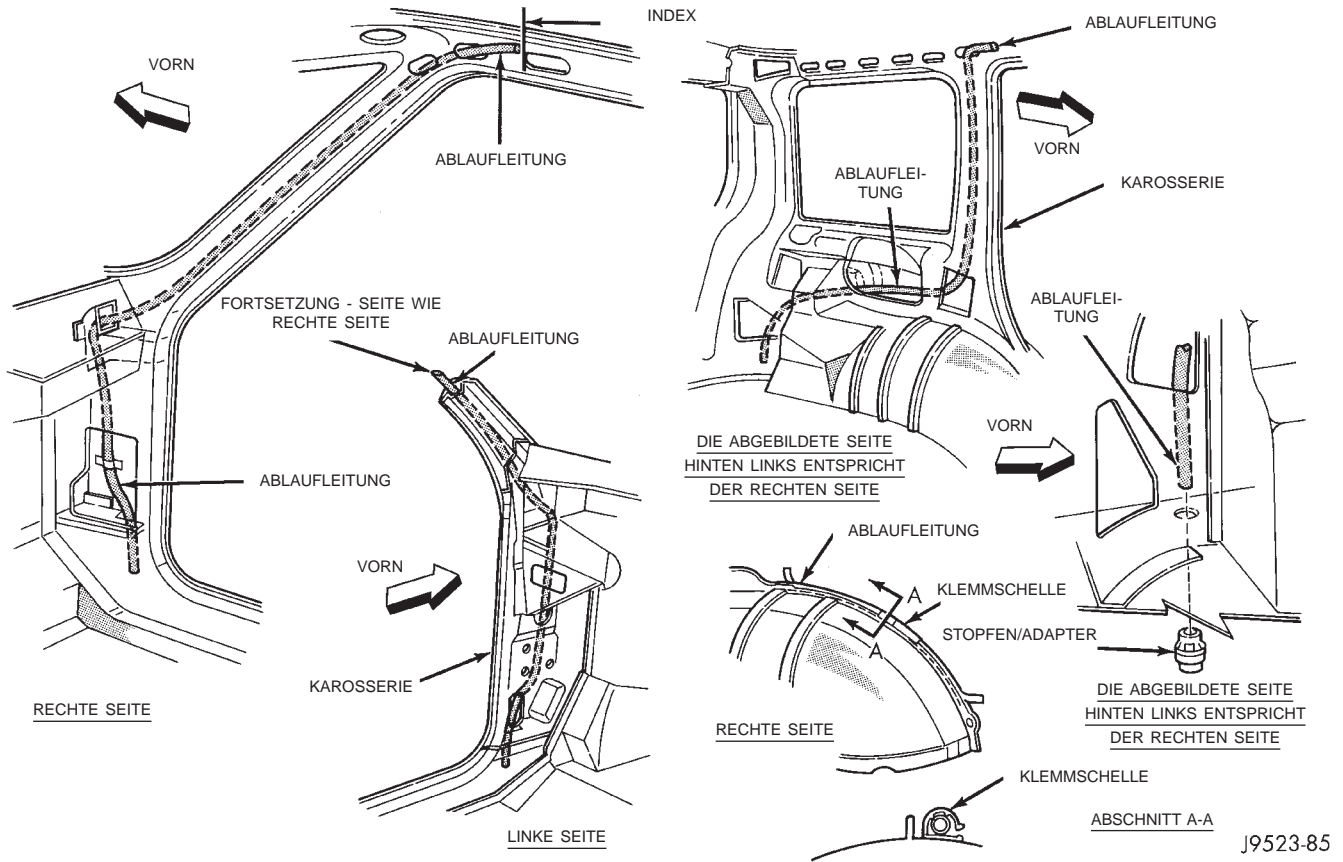 INDEX
VORN
ABLAUFLEITUNG
FORTSETZUNG - SEITE WIE
RECHTE SEITE
ABLAUFLEITUNG
ABLAUFLEITUNG
VORN
KAROSSERIE
RECHTE SEITE
LINKE SEITE
ABLAUFLEITUNG
VORN
ABLAUFLEI-
TUNG
KAROSSERIE
ABLAUFLEI-
TUNG
DIE ABGEBILDETE SEITE
HINTEN LINKS ENTSPRICHT
DER RECHTEN SEITE
VORN
ABLAUFLEITUNG
A
A
KLEMMSCHELLE
STOPFEN/ADAPTER
RECHTE SEITE
DIE ABGEBILDETE SEITE
HINTEN LINKS ENTSPRICHT
DER RECHTEN SEITE
KLEMMSCHELLE
ABSCHNITT A-A
J9523-85